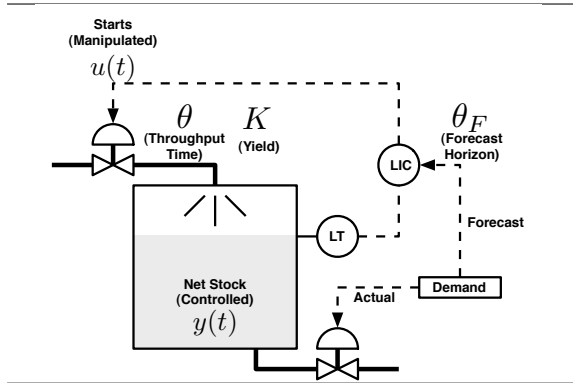 Starts
(Manipulated)
u(t)
θ
(Throughput
Time)
K
(Yield)
θ_F
(Forecast
Horizon)
LIC
LT
Forecast
Net Stock
(Controlled)
y(t)
Actual
Demand